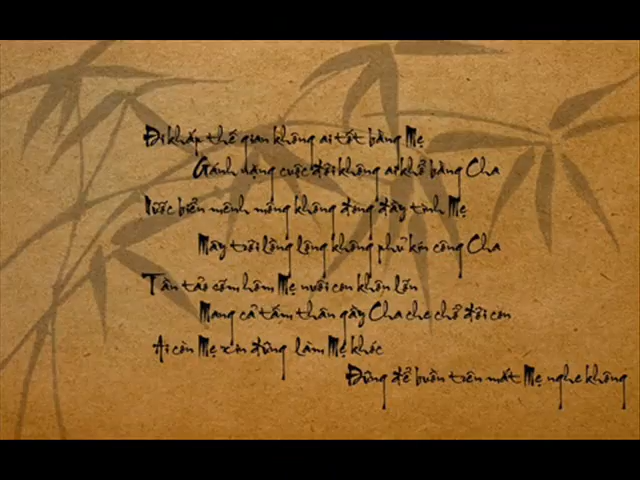 Đi khắp thế gian không ai tốt bằng Mẹ
Gánh nặng cuộc đời không ai khổ bằng Cha
Nước biển mênh mông không đong đầy tình Mẹ
Mây trời lồng lộng không phủ kín công Cha
Tần tảo sớm hôm Mẹ nuôi con khôn lớn
Mang cả tấm thân gầy Cha che chở đời con
Ai còn Mẹ xin đừng làm Mẹ khóc
Đừng để buồn trên mắt Mẹ nghe không